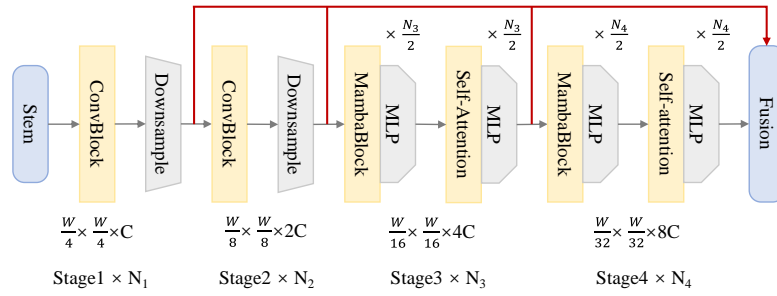 × N₃/2
× N₃/2
× N₄/2
× N₄/2
Stem
ConvBlock
Downsample
ConvBlock
Downsample
MambaBlock
MLP
Self-Attention
MLP
MambaBlock
MLP
Self-attention
MLP
Fusion
W/4 × W/4 ×C
W/8 × W/8 ×2C
W/16 × W/16 ×4C
W/32 × W/32 ×8C
Stage1 × N₁
Stage2 × N₂
Stage3 × N₃
Stage4 × N₄